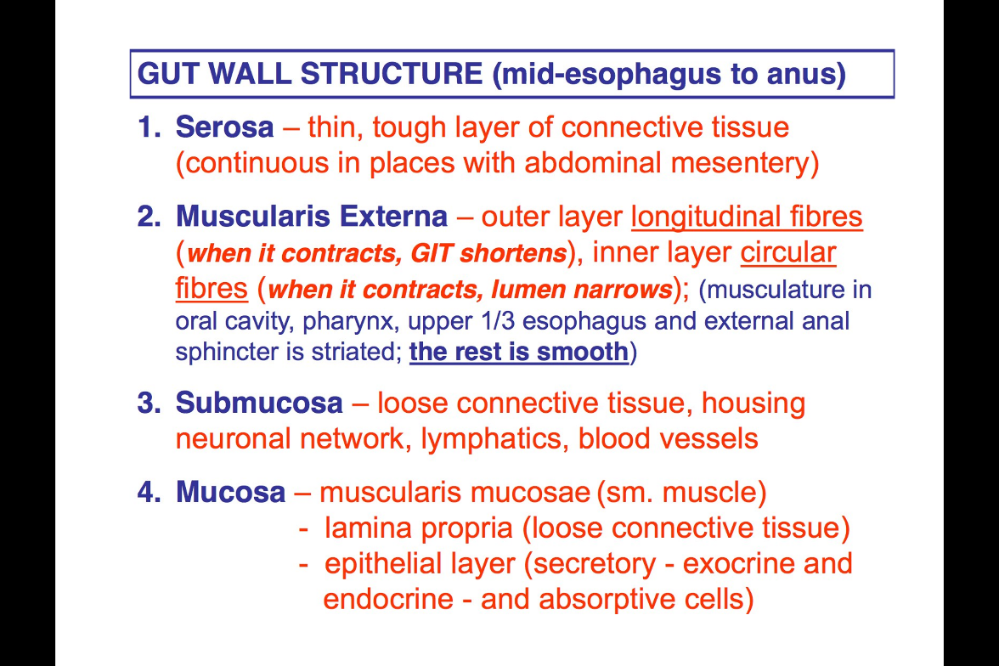 GUT WALL STRUCTURE (mid-esophagus to anus)
1. Serosa – thin, tough layer of connective tissue
(continuous in places with abdominal mesentery)
2. Muscularis Externa – outer layer longitudinal fibres
(when it contracts, GIT shortens), inner layer circular
fibres (when it contracts, lumen narrows); (musculature in
oral cavity, pharynx, upper 1/3 esophagus and external anal
sphincter is striated; the rest is smooth)
3. Submucosa – loose connective tissue, housing
neuronal network, lymphatics, blood vessels
4. Mucosa – muscularis mucosae (sm. muscle)
- lamina propria (loose connective tissue)
- epithelial layer (secretory - exocrine and
endocrine - and absorptive cells)